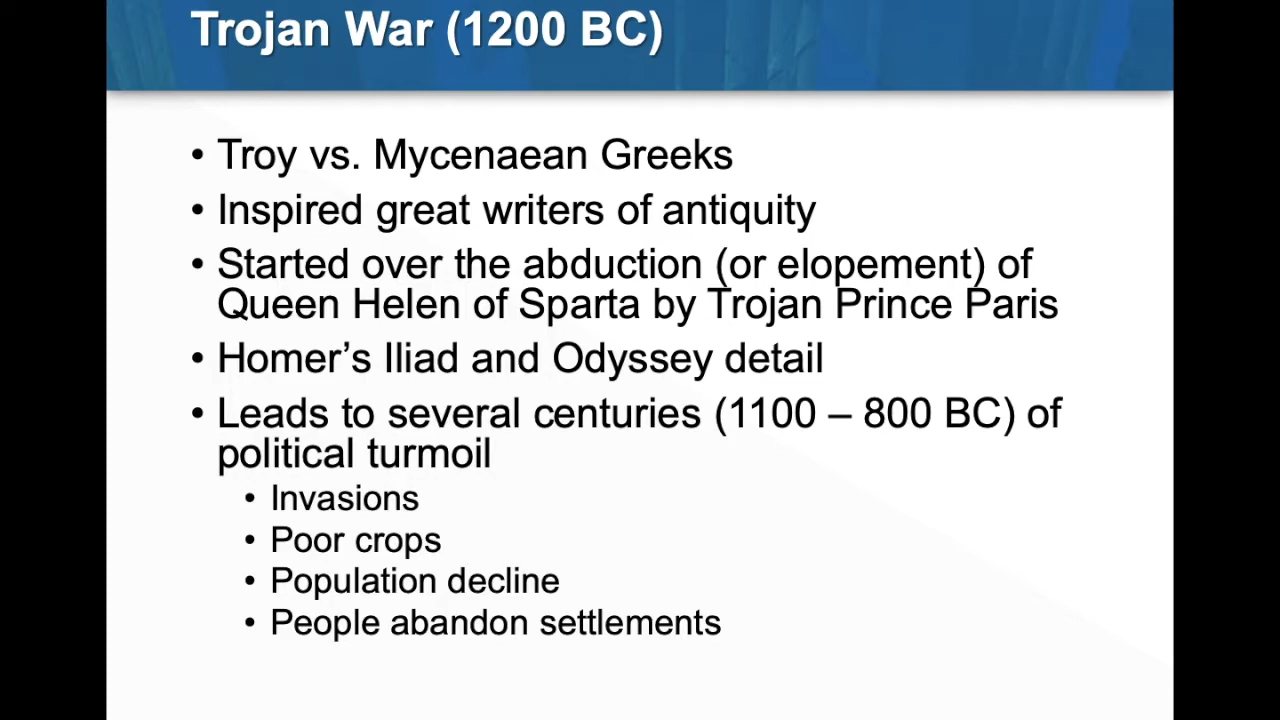 Trojan War (1200 BC)
• Troy vs. Mycenaean Greeks
• Inspired great writers of antiquity
• Started over the abduction (or elopement) of
Queen Helen of Sparta by Trojan Prince Paris
• Homer’s Iliad and Odyssey detail
• Leads to several centuries (1100 – 800 BC) of
political turmoil
• Invasions
• Poor crops
• Population decline
• People abandon settlements